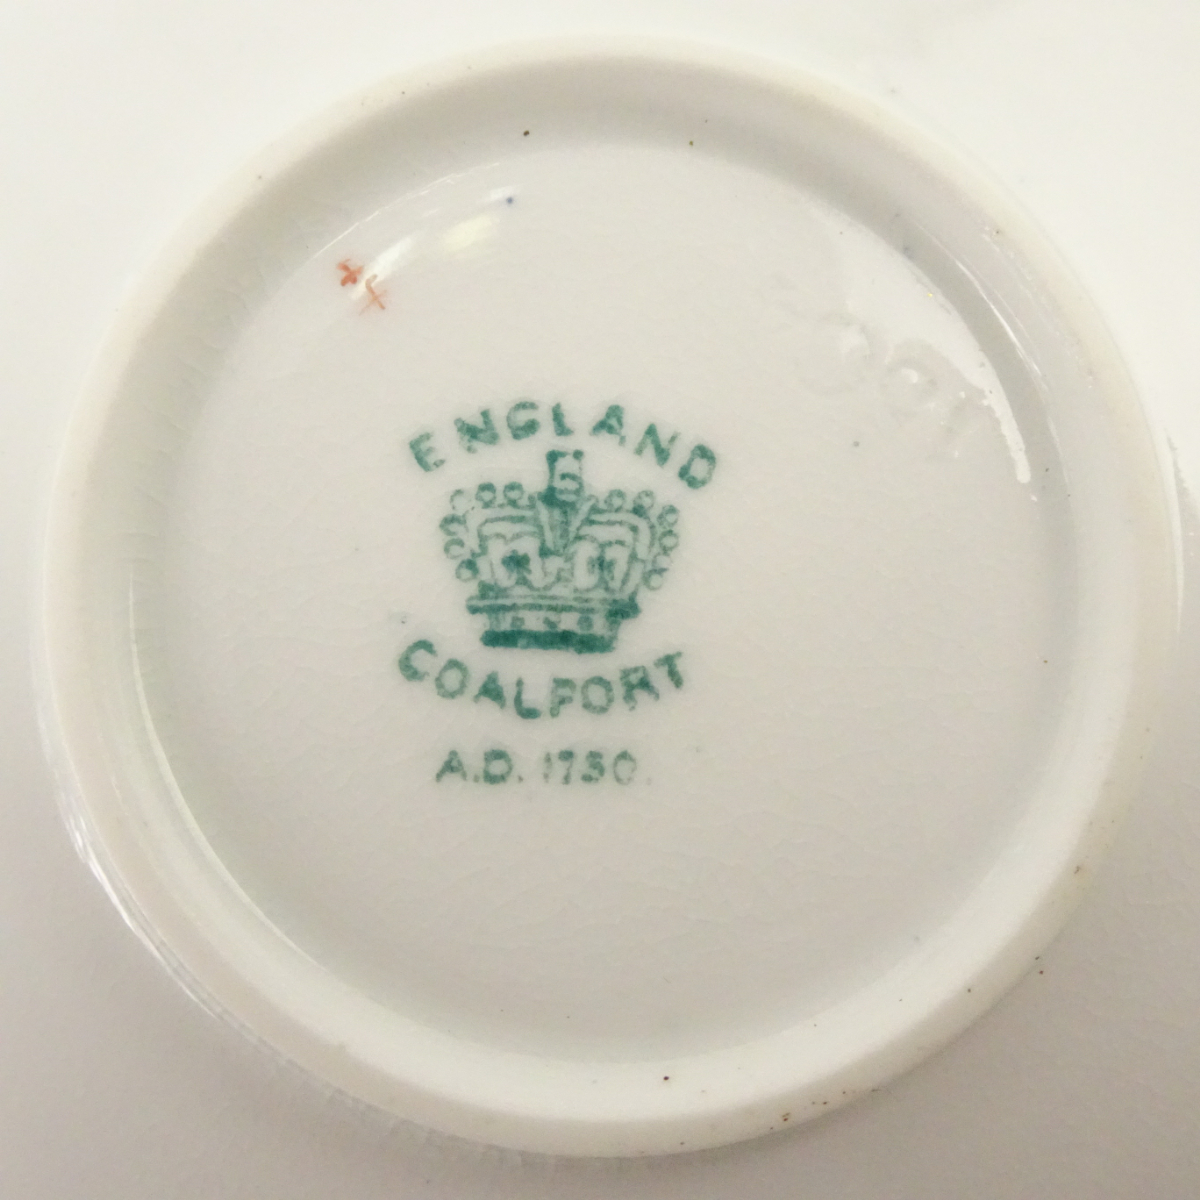 ENGLAND
COALPORT
A.D. 1750.